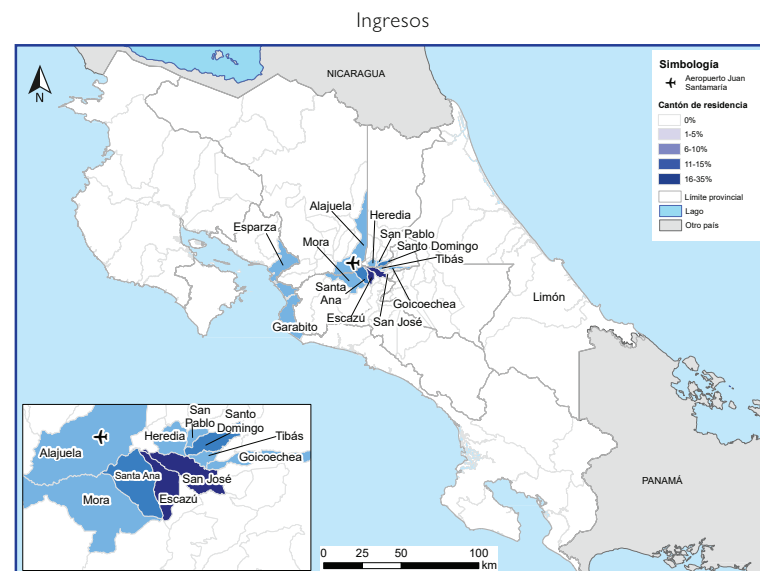 Ingresos
NICARAGUA
N
Simbología
Aeropuerto Juan
Santamaría
Cantón de residencia
0%
1-5%
6-10%
11-15%
16-35%
Límite provincial
Lago
Otro país
Alajuela
Heredia
San Pablo
Santo Domingo
Tibás
Esparza
Mora
Santa
Ana
Escazú
San José
Goicoechea
Garabito
Limón
PANAMÁ
San
Pablo
Santo
Domingo
Tibás
Heredia
Goicoechea
Alajuela
Santa Ana
San José
Escazú
Mora
0 25 50 100
km